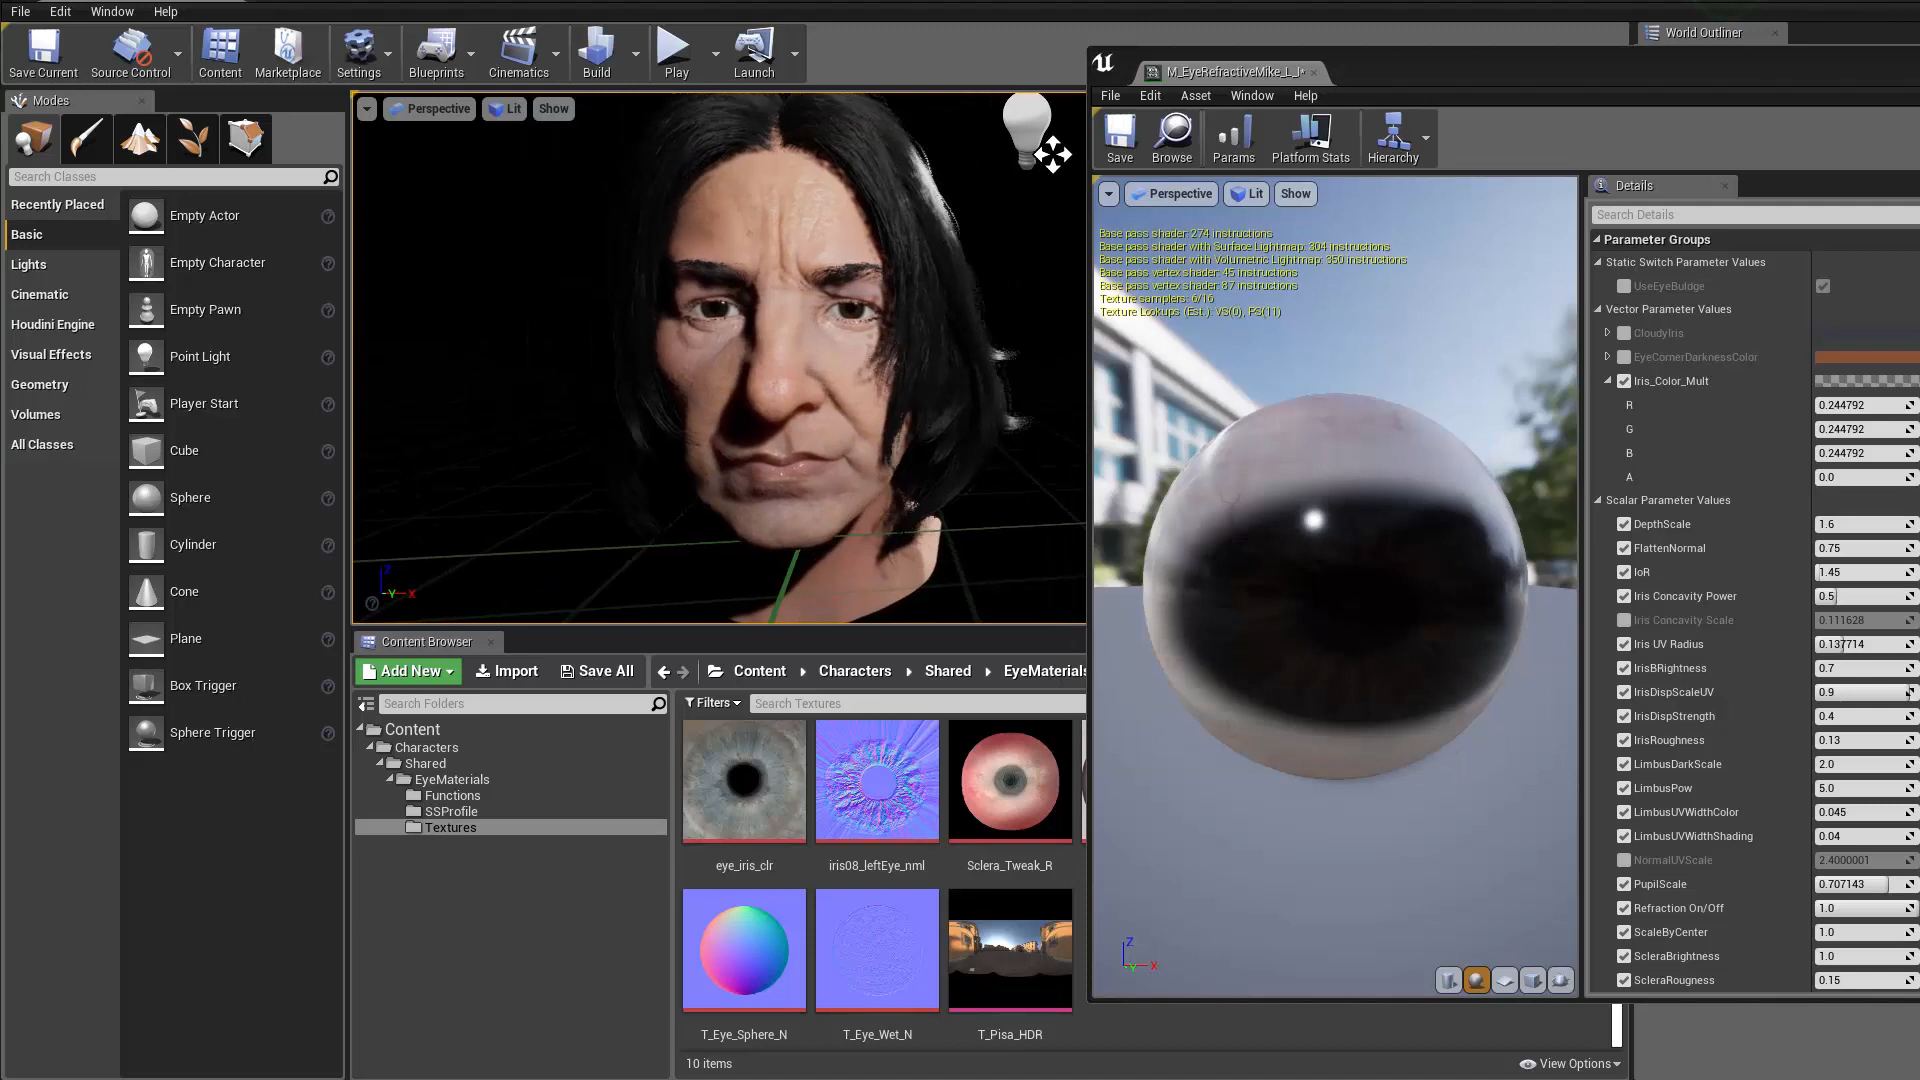 File Edit Window Help
Save Current Source Control Content Marketplace Settings Blueprints Cinematics Build Play Launch
World Outliner
Modes
Search Classes
Recently Placed
Basic
Lights
Cinematic
Houdini Engine
Visual Effects
Geometry
Volumes
All Classes
Empty Actor
Empty Character
Empty Pawn
Point Light
Player Start
Cube
Sphere
Cylinder
Cone
Plane
Box Trigger
Sphere Trigger
Perspective Lit Show
Z
Y X
Content Browser
Add New Import Save All Content Characters Shared EyeMaterials
Search Folders
Filters Search Textures
Content
Characters
Shared
EyeMaterials
Functions
SSProfile
Textures
eye_iris_clr iris08_leftEye_nml Sclera_Tweak_R
T_Eye_Sphere_N T_Eye_Wet_N T_Pisa_HDR
10 items
View Options
M_EyeRefractiveMike_L_I*
File Edit Asset Window Help
Save Browse Params Platform Stats Hierarchy
Perspective Lit Show
Base pass shader: 274 instructions
Base pass shader with Surface Lightmap: 304 instructions
Base pass shader with Volumetric Lightmap: 350 instructions
Base pass vertex shader: 45 instructions
Base pass vertex shader: 87 instructions
Texture samplers: 6/16
Texture Lookups (Est.): VS(0), PS(11)
Z
Y X
Details
Search Details
Parameter Groups
Static Switch Parameter Values
UseEyeBuldge
Vector Parameter Values
CloudyIris
EyeCornerDarknessColor
Iris_Color_Mult
R 0.244792
G 0.244792
B 0.244792
A 0.0
Scalar Parameter Values
DepthScale 1.6
FlattenNormal 0.75
IoR 1.45
Iris Concavity Power 0.5
Iris Concavity Scale 0.111628
Iris UV Radius 0.137714
IrisBRightness 0.7
IrisDispScaleUV 0.9
IrisDispStrength 0.4
IrisRoughness 0.13
LimbusDarkScale 2.0
LimbusPow 5.0
LimbusUVWidthColor 0.045
LimbusUVWidthShading 0.04
NormalUVScale 2.4000001
PupilScale 0.707143
Refraction On/Off 1.0
ScaleByCenter 1.0
ScleraBrightness 1.0
ScleraRougness 0.15